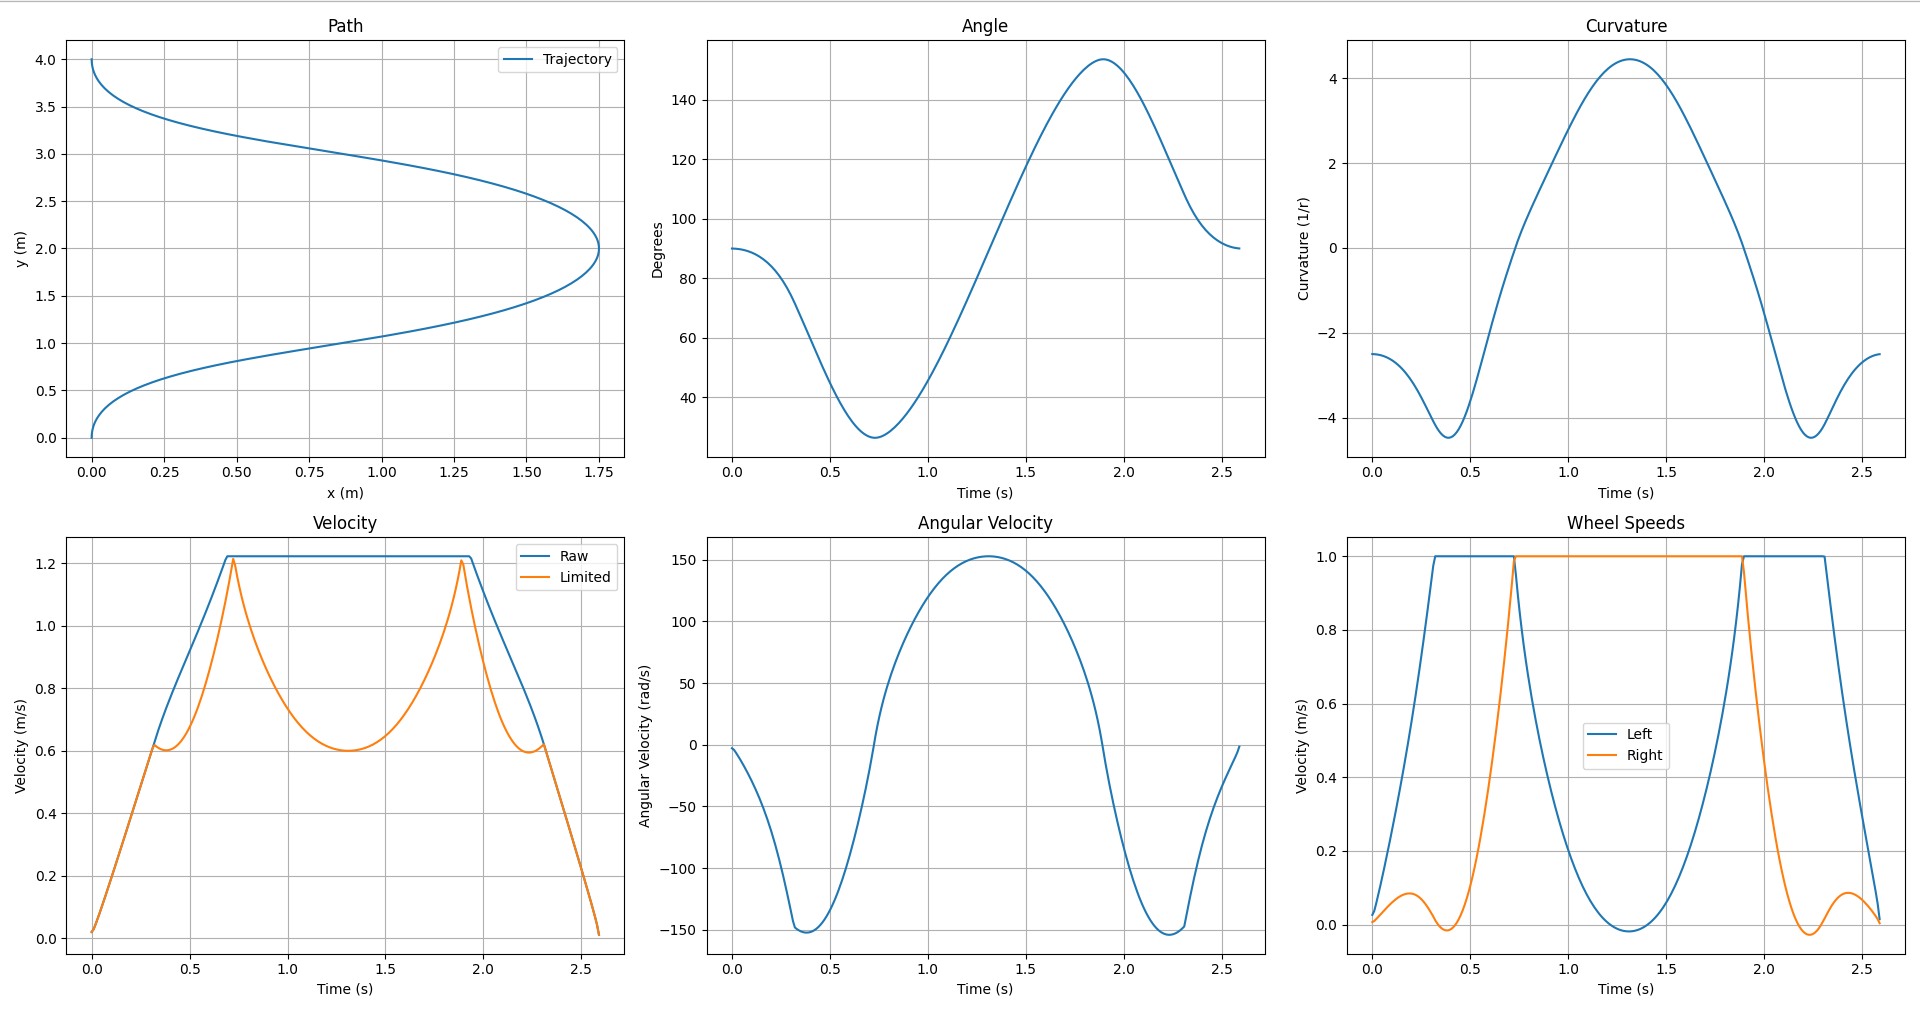 Path
Trajectory
y (m)
4.0
3.5
3.0
2.5
2.0
1.5
1.0
0.5
0.0
0.00 0.25 0.50 0.75 1.00 1.25 1.50 1.75
x (m)
Angle
Degrees
140
120
100
80
60
40
0.0 0.5 1.0 1.5 2.0 2.5
Time (s)
Curvature
Curvature (1/r)
4
2
0
−2
−4
0.0 0.5 1.0 1.5 2.0 2.5
Time (s)
Velocity
Raw
Limited
Velocity (m/s)
1.2
1.0
0.8
0.6
0.4
0.2
0.0
0.0 0.5 1.0 1.5 2.0 2.5
Time (s)
Angular Velocity
Angular Velocity (rad/s)
150
100
50
0
−50
−100
−150
0.0 0.5 1.0 1.5 2.0 2.5
Time (s)
Wheel Speeds
Velocity (m/s)
1.0
0.8
0.6
0.4
0.2
0.0
Left
Right
0.0 0.5 1.0 1.5 2.0 2.5
Time (s)